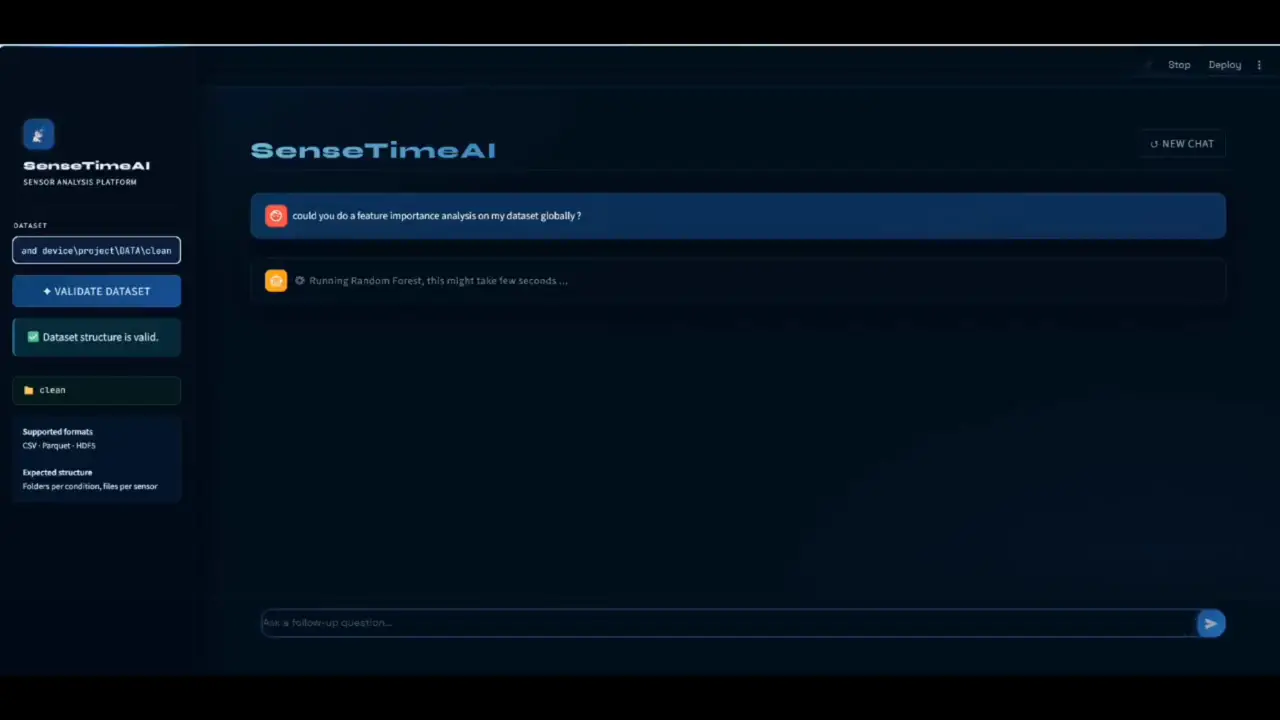 Stop
Deploy
SenseTimeAI
SENSOR ANALYSIS PLATFORM
DATASET
and device\project\DATA\clean
✦ VALIDATE DATASET
✅ Dataset structure is valid.
clean
Supported formats
CSV · Parquet · HDF5
Expected structure
Folders per condition, files per sensor
SenseTimeAI
↺ NEW CHAT
could you do a feature importance analysis on my dataset globally ?
Running Random Forest, this might take few seconds ...
Ask a follow-up question...